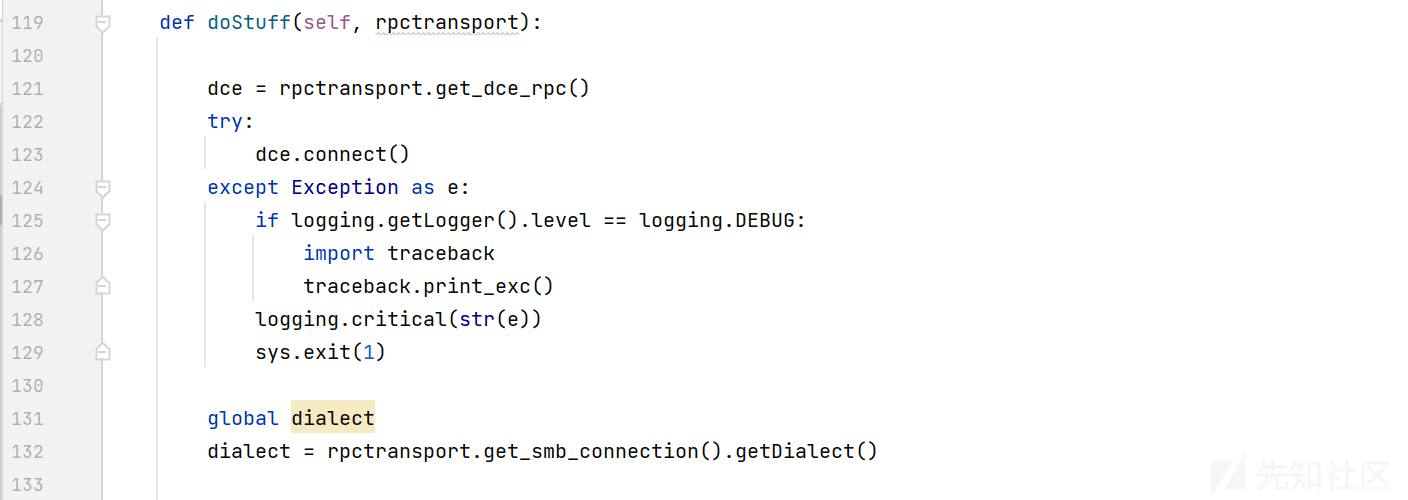 119 def doStuff(self, rpctransport):
120
121 dce = rpctransport.get_dce_rpc()
122 try:
123 dce.connect()
124 except Exception as e:
125 if logging.getLogger().level == logging.DEBUG:
126 import traceback
127 traceback.print_exc()
128 logging.critical(str(e))
129 sys.exit(1)
130
131 global dialect
132 dialect = rpctransport.get_smb_connection().getDialect()
133
先知社区